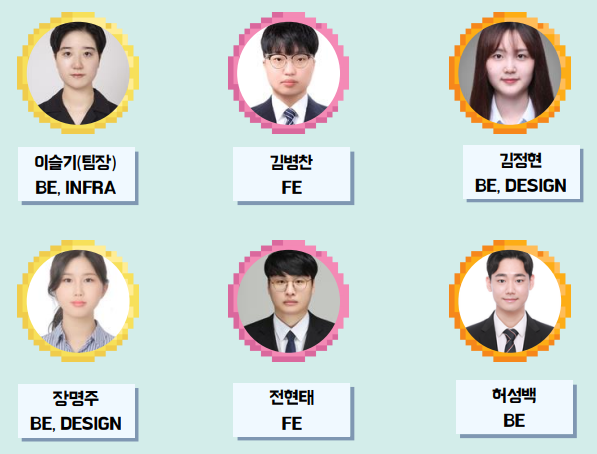 이슬기(팀장)
BE, INFRA
김병찬
FE
김정현
BE, DESIGN
장명주
BE, DESIGN
전현태
FE
허성백
BE